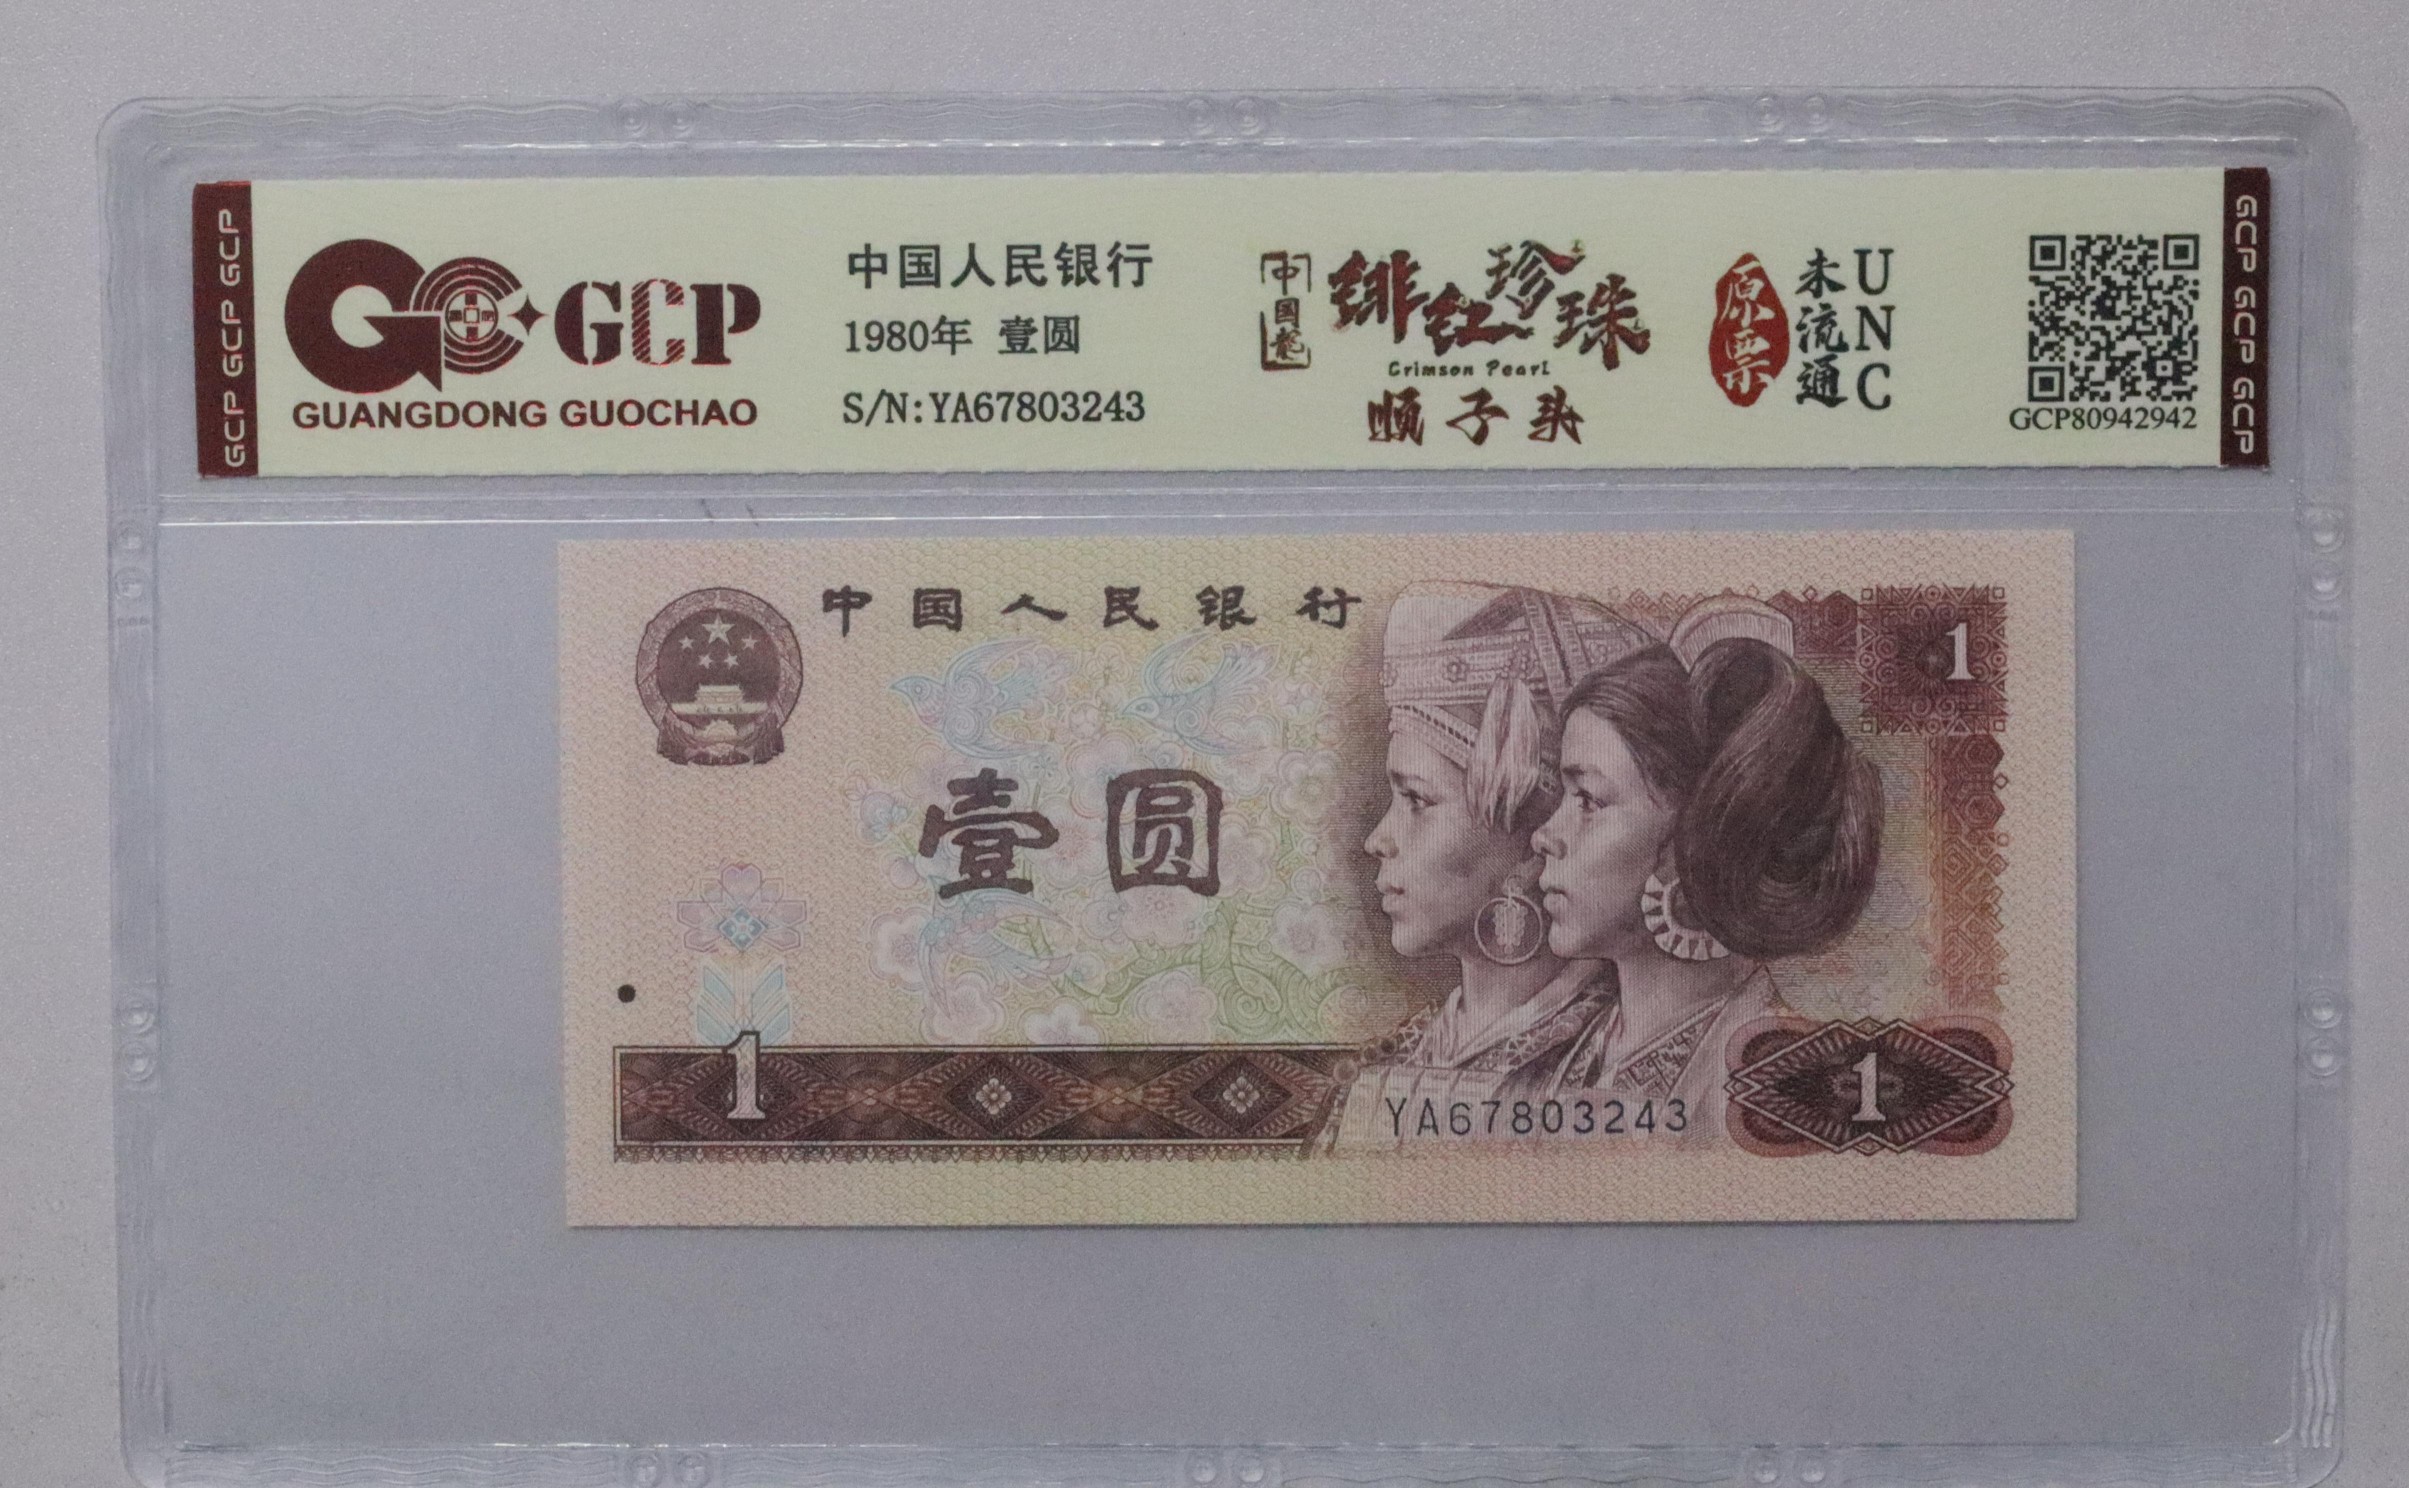 GCP GCP GCP
GCP
GUANGDONG GUOCHAO
中国人民银行
1980年 壹圆
S/N:YA67803243
中国龙
绯红珍珠
Crimson Pearl
顺子头
原票
未流通
UNC
GCP80942942
GCP GCP GCP
中国人民银行
1
壹圆
1
YA67803243
1